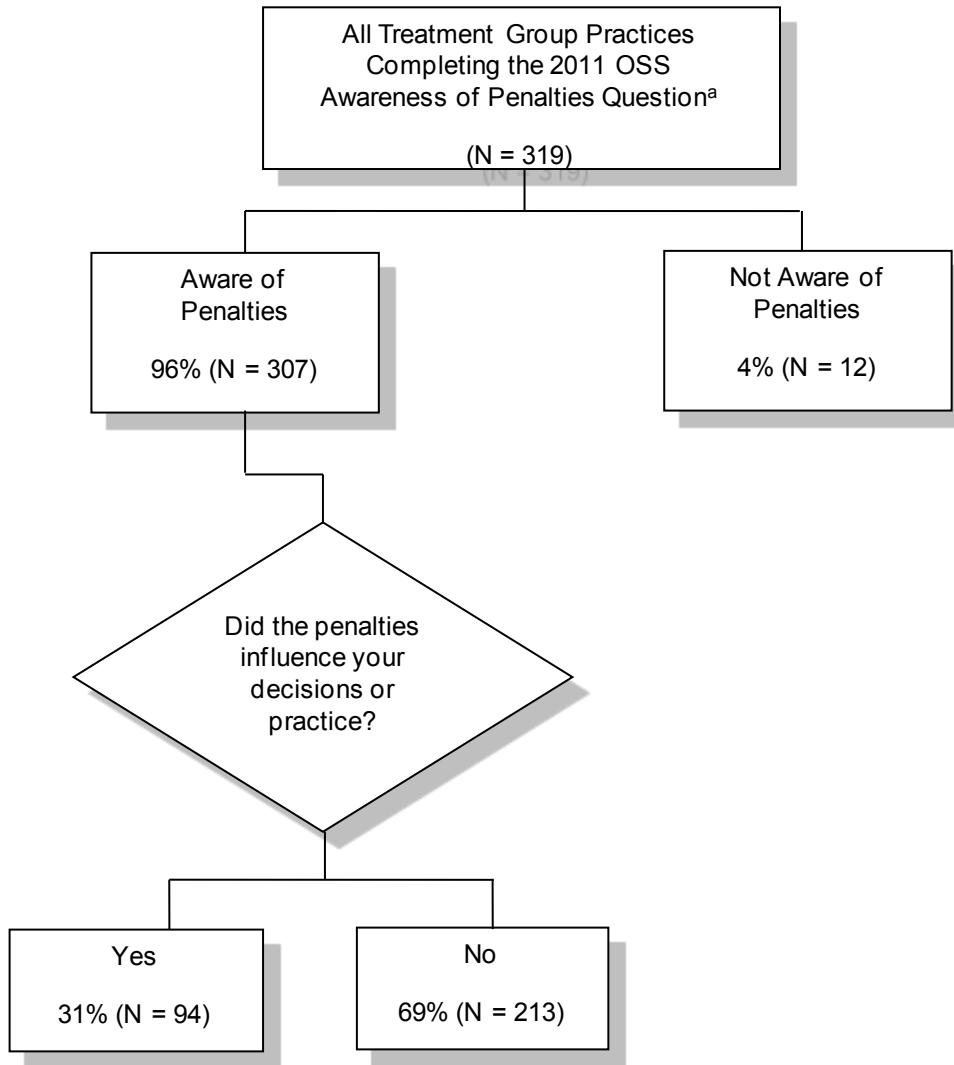 All Treatment Group Practices
Completing the 2011 OSS
Awareness of Penalties Questionᵃ
(N = 319)
Aware of
Penalties
96% (N = 307)
Not Aware of
Penalties
4% (N = 12)
Did the penalties
influence your
decisions or
practice?
Yes
31% (N = 94)
No
69% (N = 213)